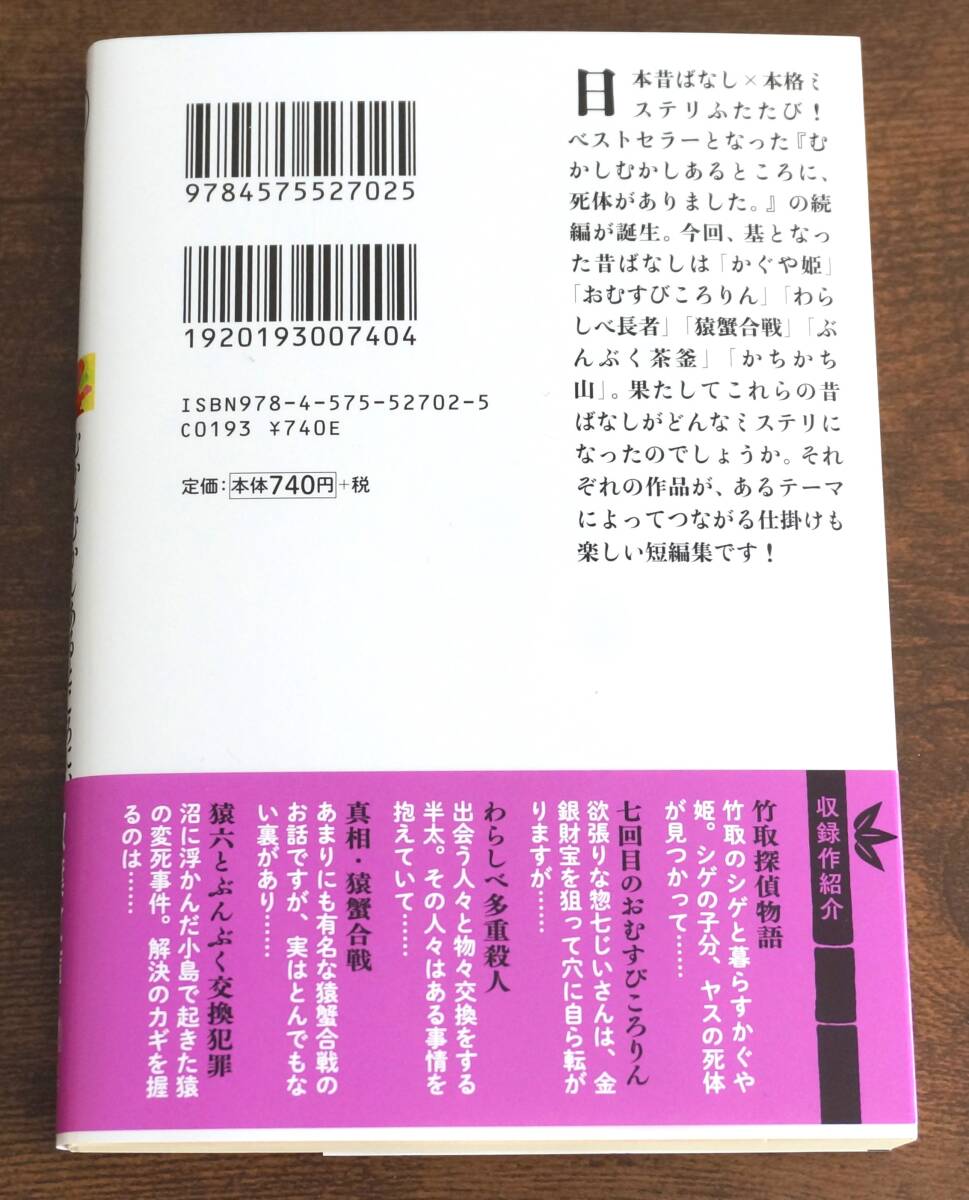 9784575527025
1920193007404
ISBN978-4-575-52702-5
C0193 ¥740E
定価：本体740円+税
日本昔ばなし×本格ミ
ステリふたたび！
ベストセラーとなった『む
かしむかしあるところに、
死体がありました。』の続
編が誕生。今回、基となっ
た昔ばなしは「かぐや姫」
「おむすびころりん」「わら
しべ長者」「猿蟹合戦」「ぶ
んぶく茶釜」「かちかち
山」。果たしてこれらの昔
ばなしがどんなミステリに
なったのでしょうか。それ
ぞれの作品が、あるテーマ
によってつながる仕掛けも
楽しい短編集です！
収録作紹介
竹取探偵物語
竹取のシゲと暮らすかぐや
姫。シゲの子分、ヤスの死体
が見つかって……
七回目のおむすびころりん
欲張りな惣七じいさんは、金
銀財宝を狙って穴に自ら転が
りますが……
わらしべ多重殺人
出会う人々と物々交換をする
半太。その人々はある事情を
抱えていて……
真相・猿蟹合戦
あまりにも有名な猿蟹合戦の
お話ですが、実はとんでもな
い裏があり……
猿六とぶんぶく交換犯罪
沼に浮かんだ小島で起きた猿
の変死事件。解決のカギを握
るのは……